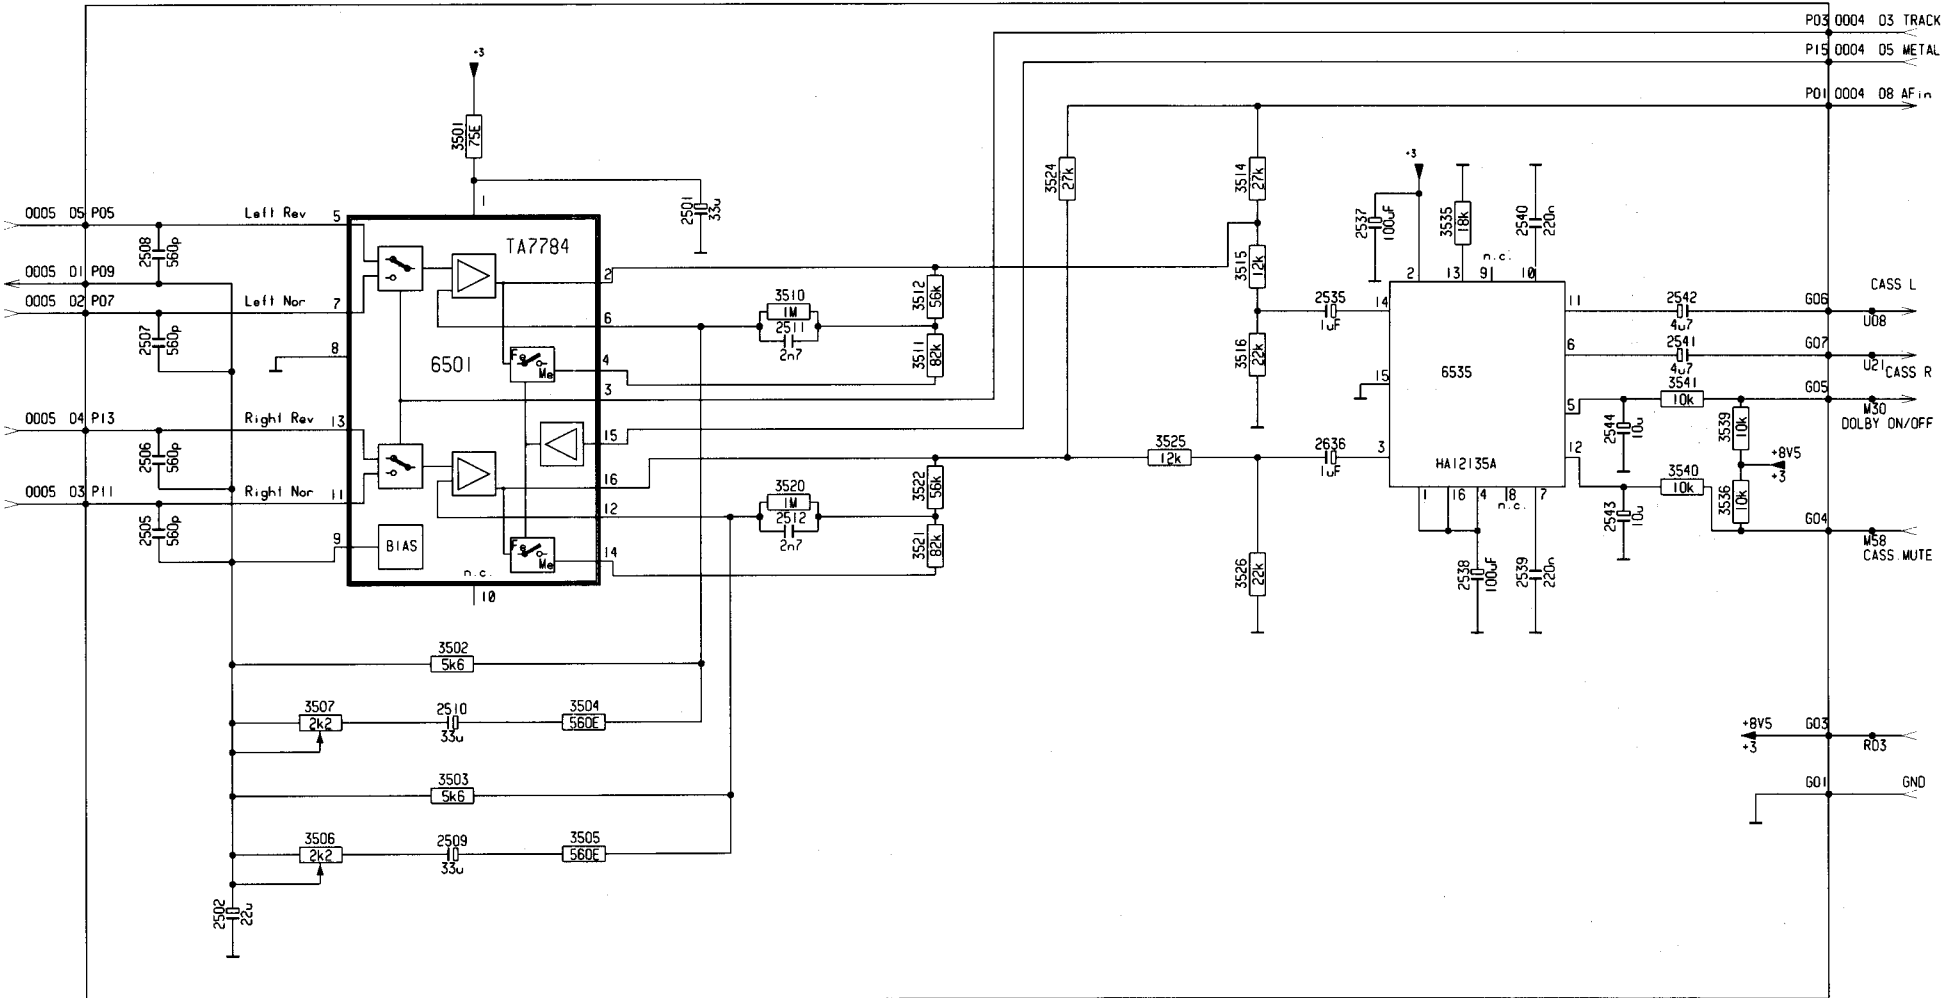 P03 0004 03 TRACK
P15 0004 05 METAL
P01 0004 08 AFin
+3
3501
75E
2501
33u
1
0005 05 P05
Left Rev
5
2508
560p
0005 01 P09
0005 02 P07
Left Nor
7
2507
560p
8
0005 04 P13
Right Rev
13
2506
560p
0005 03 P11
Right Nor
11
2505
560p
9
TA7784
6501
Fe
Me
Fe
Me
BIAS
n.c.
10
2
6
4
3
15
16
12
14
3510
1M
2511
2n7
3512
56k
3511
82k
3520
1M
2512
2n7
3522
56k
3521
82k
3524
27k
3514
27k
3515
12k
3516
22k
3525
12k
3526
22k
2535
1uF
2636
1uF
+3
2537
100uF
3535
18k
2540
220n
n.c.
2
13
9
10
14
15
3
6535
HA12135A
11
6
5
12
1
16
4
8
7
n.c.
2538
100uF
2539
220n
2542
4u7
2541
4u7
3541
10k
2544
10u
3539
10k
+8V5
+3
3540
10k
3536
10k
2543
10u
CASS L
G06
U08
G07
U21
CASS R
G05
M30
DOLBY ON/OFF
G04
M58
CASS.MUTE
+8V5
+3
G03
R03
G01
GND
3502
5k6
3507
2k2
2510
33u
3504
560E
3503
5k6
3506
2k2
2509
33u
3505
560E
2502
22u